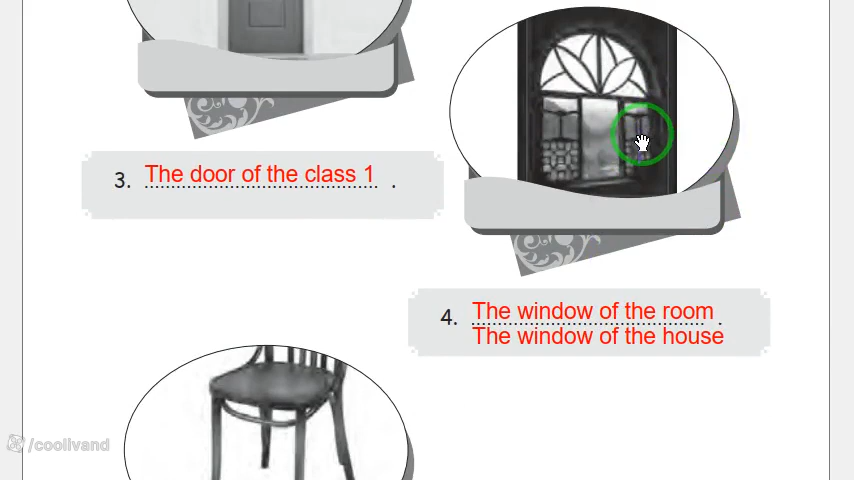 3. The door of the class 1 .
4. The window of the room .
The window of the house
/coolivand